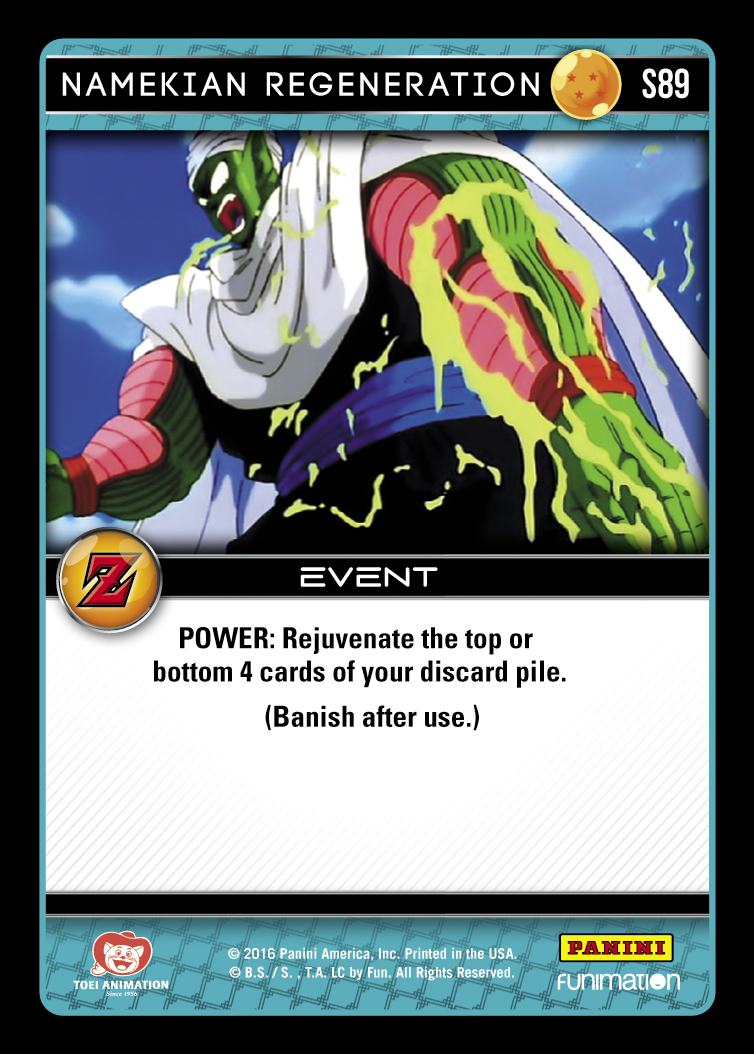 NAMEKIAN REGENERATION S89
Z
EVENT
POWER: Rejuvenate the top or
bottom 4 cards of your discard pile.
(Banish after use.)
TOEI ANIMATION
Since 1956
© 2016 Panini America, Inc. Printed in the USA.
© B.S. / S. , T.A. LC by Fun. All Rights Reserved.
PANINI
FUNIMATION